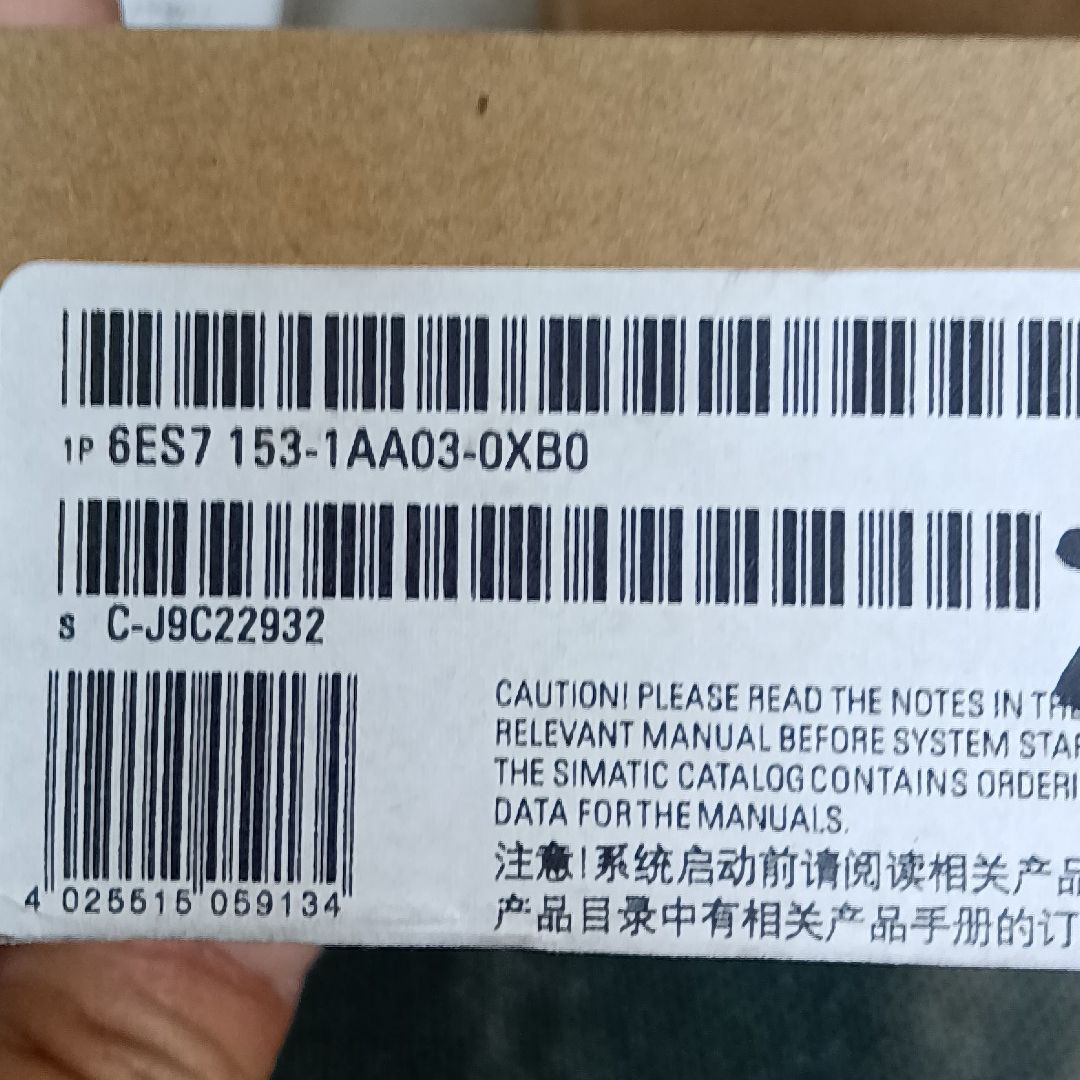 1P 6ES7 153-1AA03-0XB0
S C-J9C22932
4 025515 059134
CAUTION! PLEASE READ THE NOTES IN THE
RELEVANT MANUAL BEFORE SYSTEM STAR
THE SIMATIC CATALOG CONTAINS ORDERI
DATA FOR THE MANUALS.
注意!系统启动前请阅读相关产品
产品目录中有相关产品手册的订